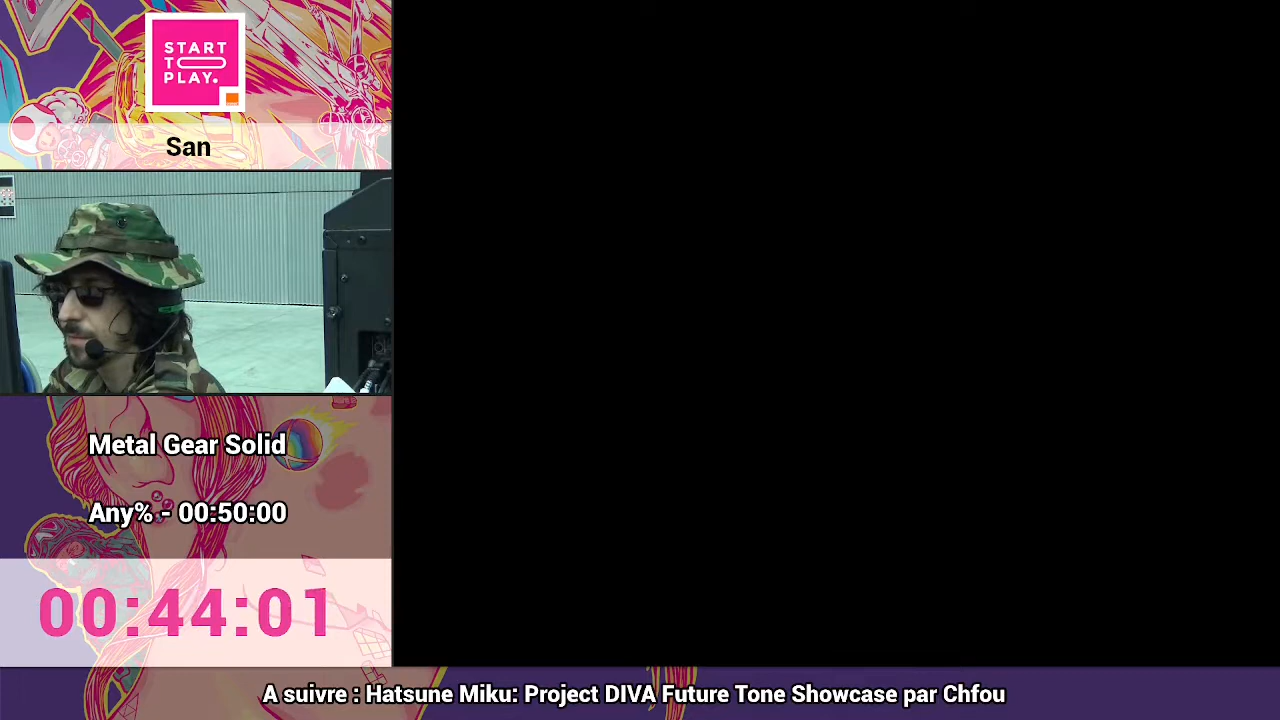 START
TO
PLAY.
San
Metal Gear Solid
Any% - 00:50:00
00:44:01
A suivre : Hatsune Miku: Project DIVA Future Tone Showcase par Chfou